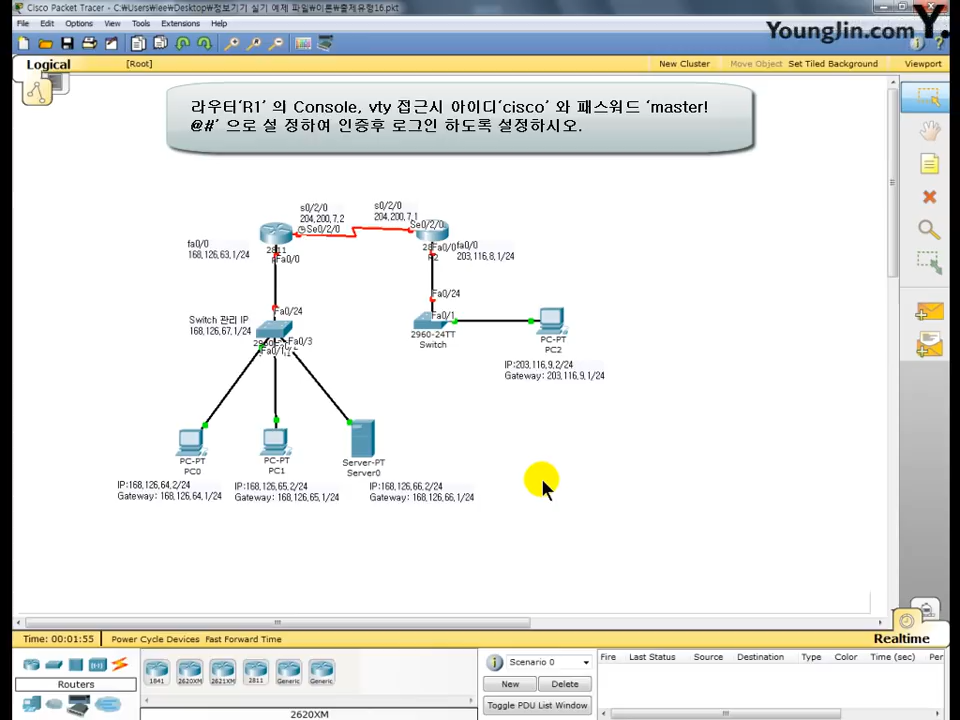 Cisco Packet Tracer - C:₩Users₩lee₩Desktop₩정보기기 실기 예제 파일₩이론₩출제유형16.pkt
File Edit Options View Tools Extensions Help
YoungJin.com Y.
Logical [Root] New Cluster Move Object Set Tiled Background Viewport
라우터'R1' 의 Console, vty 접근시 아이디'cisco' 와 패스워드 'master!
@#' 으로 설 정하여 인증후 로그인 하도록 설정하시오.
s0/2/0
204,200,7,2
Se0/2/0
s0/2/0
204,200,7,1
Se0/2/0
fa0/0
168,126,63,1/24
2811
Fa0/0
Fa0/0
fa0/0
203,116,8,1/24
Fa0/24
Fa0/24
Switch 관리 IP
168,126,67,1/24
Fa0/3
Fa0/1
Fa0/1
2960-24TT
Switch
PC-PT
PC2
IP:203,116,9,2/24
Gateway: 203,116,9,1/24
PC-PT
PC0
PC-PT
PC1
Server-PT
Server0
IP:168,126,64,2/24
Gateway: 168,126,64,1/24
IP:168,126,65,2/24
Gateway: 168,126,65,1/24
IP:168,126,66,2/24
Gateway: 168,126,66,1/24
Time: 00:01:55 Power Cycle Devices Fast Forward Time Realtime
Routers
1841 2620XM 2621XM 2811 Generic Generic
2620XM
Scenario 0
New Delete
Toggle PDU List Window
Fire Last Status Source Destination Type Color Time (sec) Per